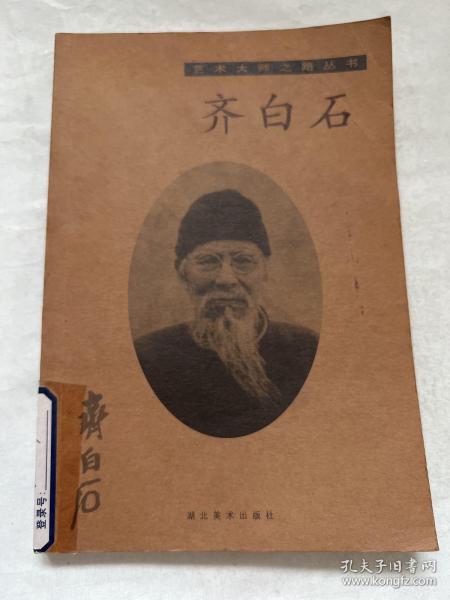 艺术大师之路丛书
齐白石
齊白石
登录号:
湖北美术出版社
孔夫子旧书网
www.kongfz.com